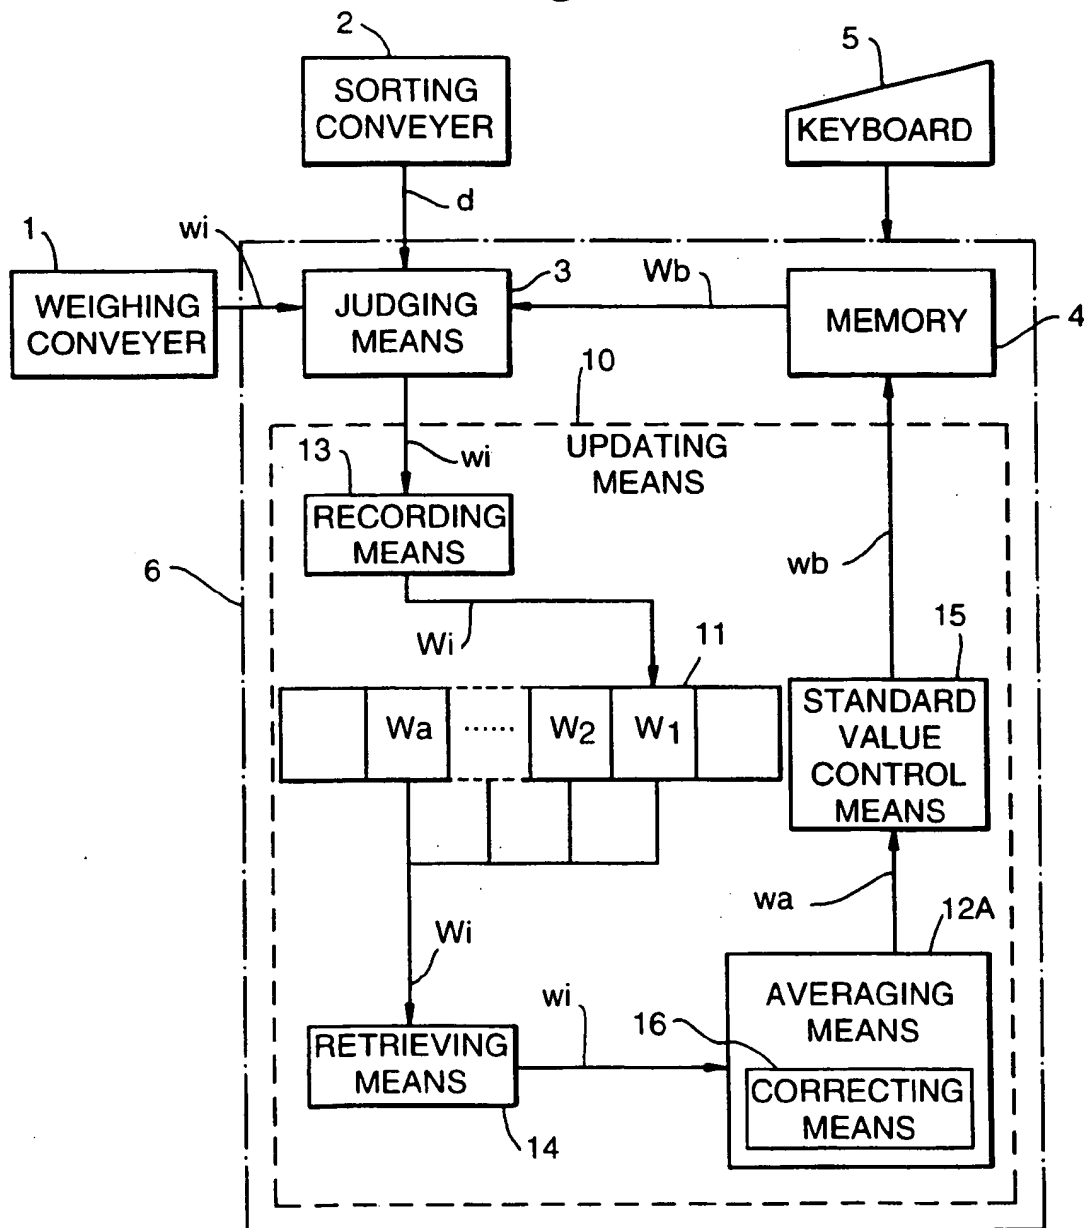 2
5
SORTING
CONVEYER
KEYBOARD
d
1
wi
3
Wb
WEIGHING
CONVEYER
JUDGING
MEANS
MEMORY
4
10
13
wi
UPDATING
MEANS
RECORDING
MEANS
6
wb
Wi
11
15
Wa
......
W2
W1
STANDARD
VALUE
CONTROL
MEANS
wa
12A
Wi
wi
16
AVERAGING
MEANS
RETRIEVING
MEANS
CORRECTING
MEANS
14